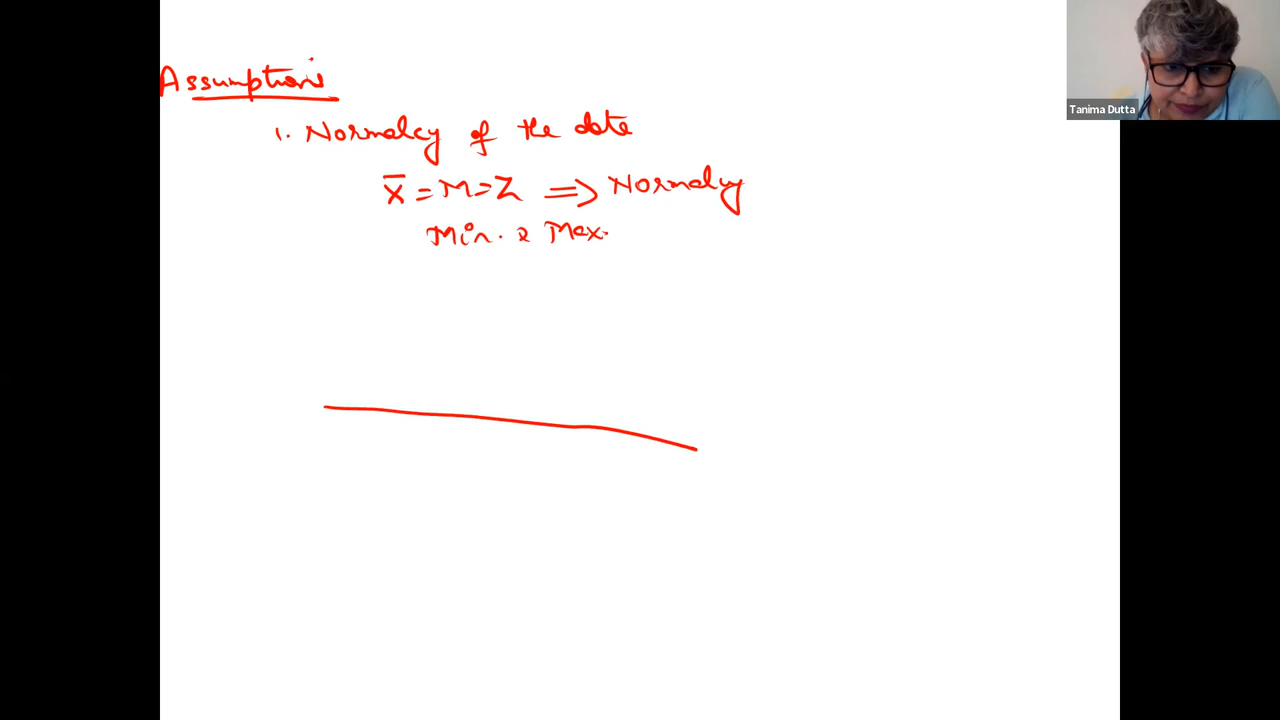 Assumptions
1. Normalcy of the data
X̄ = M = Z ⇒ Normalcy
Min. & Max.
Tanima Dutta